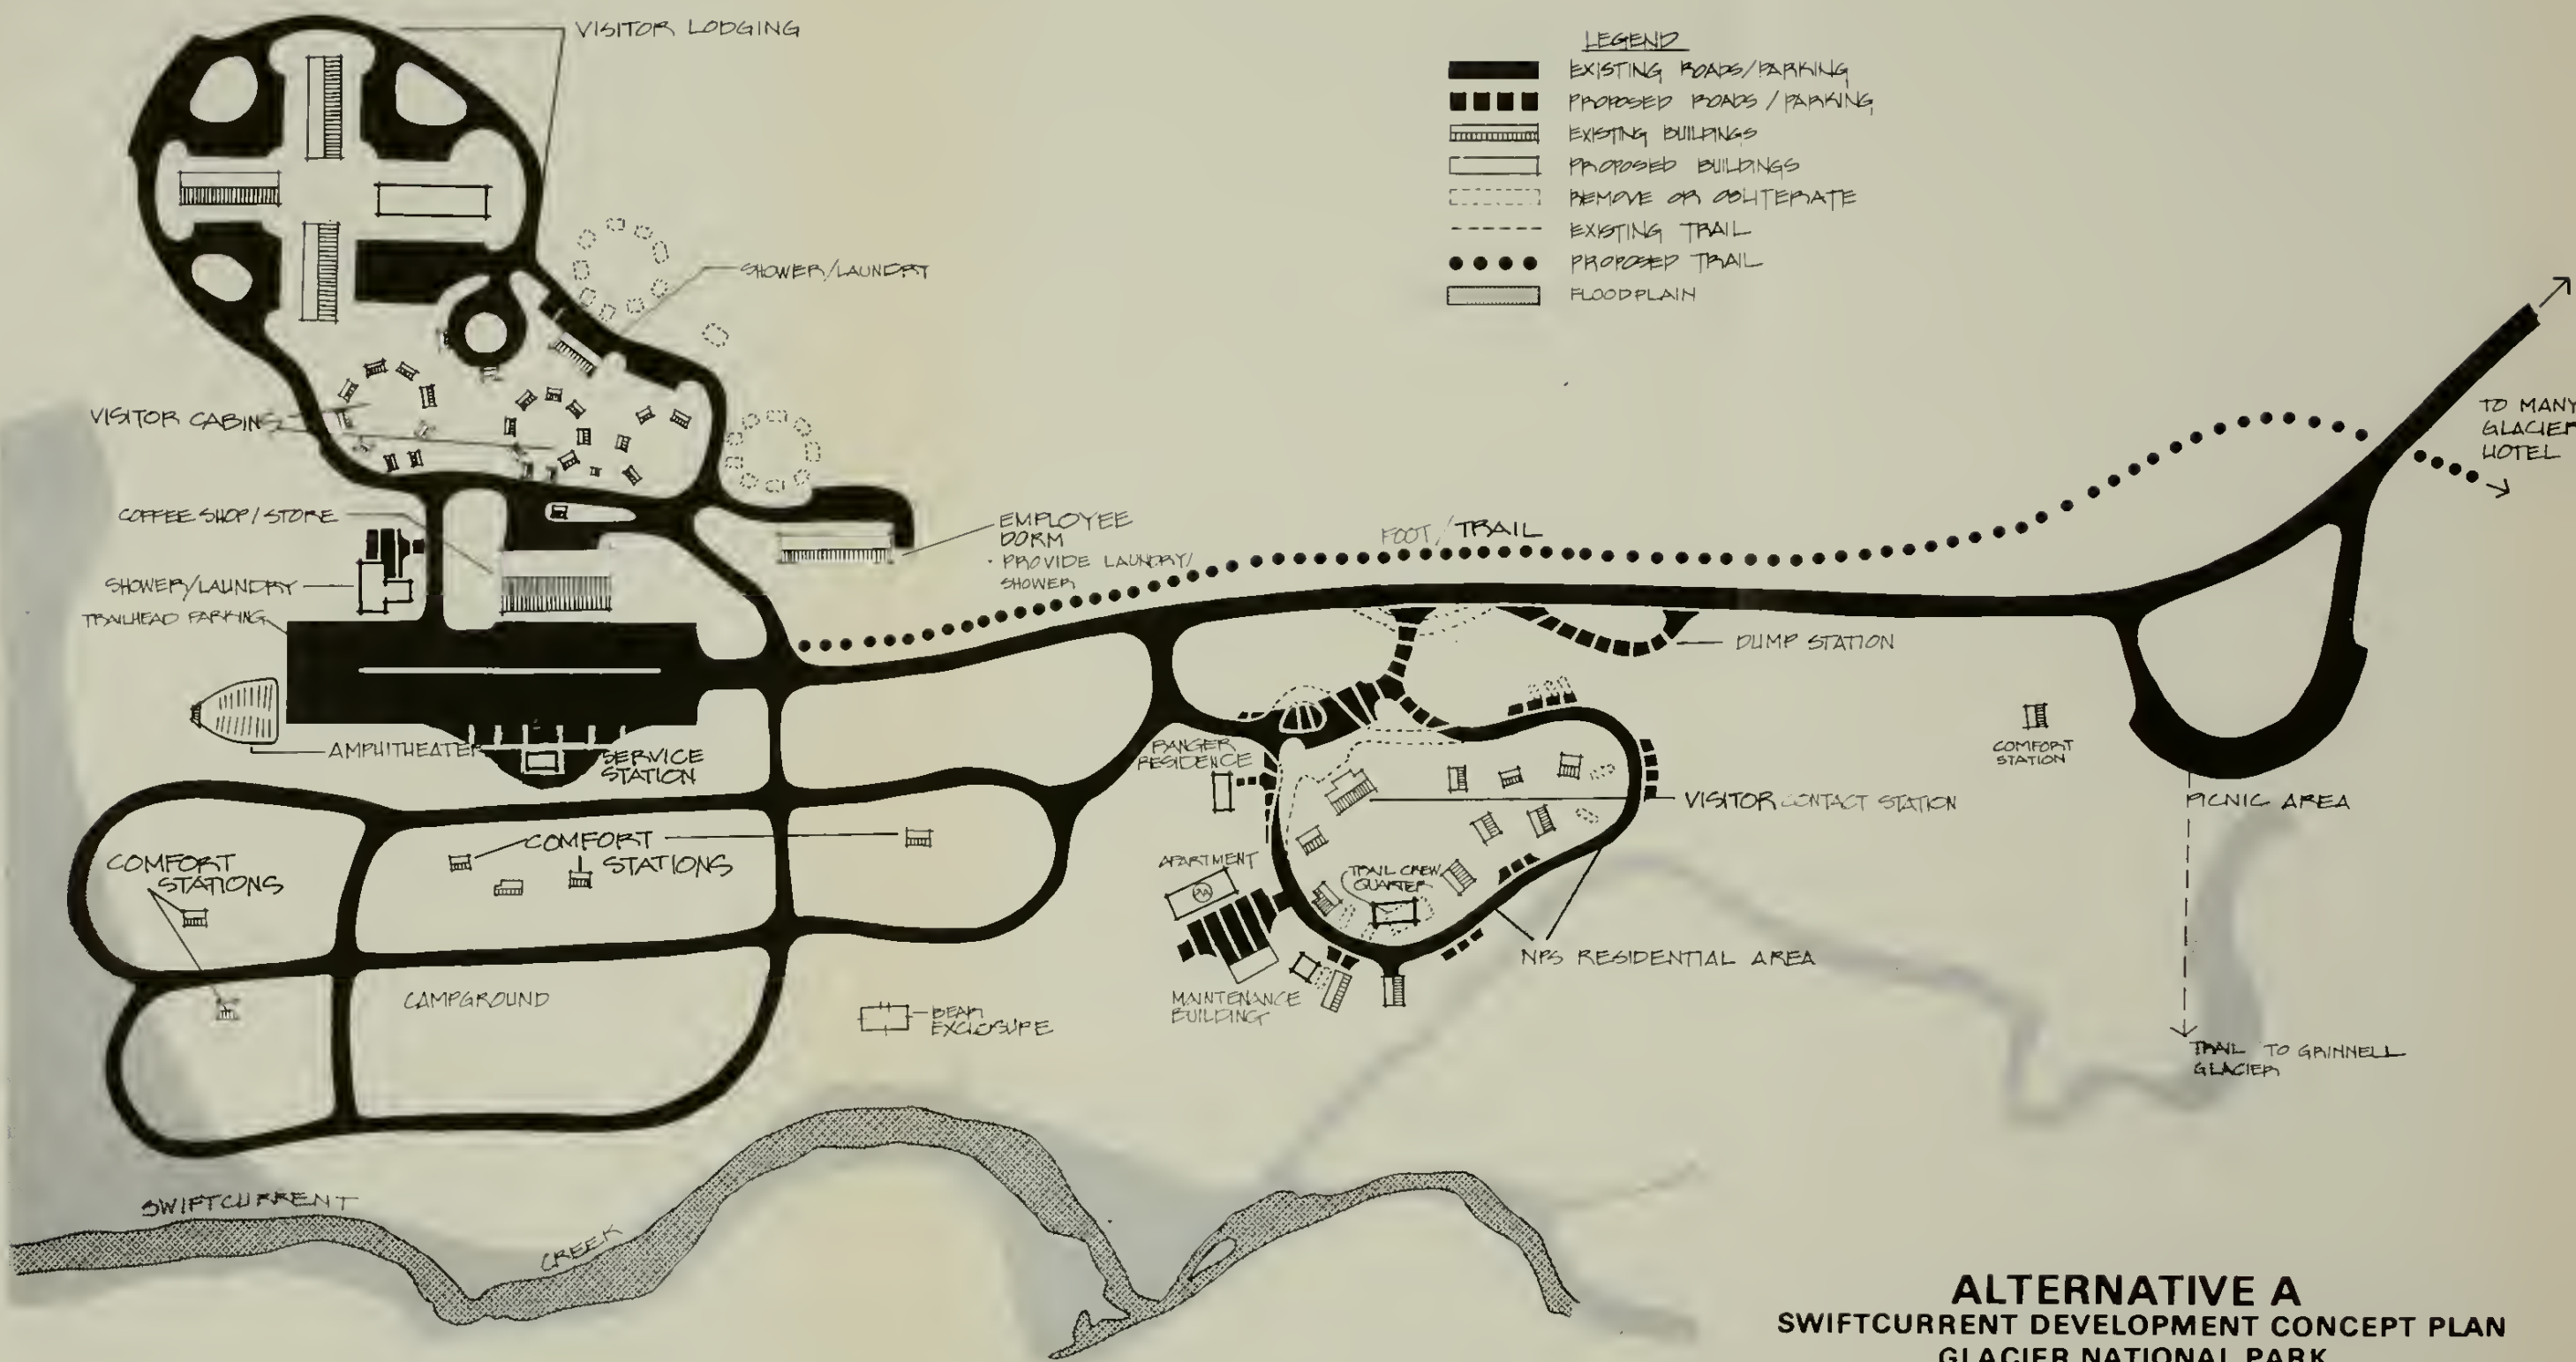 VISITOR LODGING
LEGEND
EXISTING ROADS/PARKING
PROPOSED ROADS/PARKING
EXISTING BUILDINGS
PROPOSED BUILDINGS
REMOVE OR OBLITERATE
EXISTING TRAIL
PROPOSED TRAIL
FLOODPLAIN
SHOWER/LAUNDRY
VISITOR CABINS
TO MANY
GLACIER
HOTEL
COFFEE SHOP/STORE
EMPLOYEE
DORM
· PROVIDE LAUNDRY/
SHOWER
FOOT/TRAIL
SHOWER/LAUNDRY
TRAILHEAD PARKING
DUMP STATION
AMPHITHEATER
SERVICE
STATION
RANGER
RESIDENCE
COMFORT
STATION
VISITOR CONTACT STATION
PICNIC AREA
COMFORT
STATIONS
COMFORT
STATIONS
APARTMENT
TRAIL CREW
QUARTER
NPS RESIDENTIAL AREA
CAMPGROUND
MAINTENANCE
BUILDING
BEAR
EXCLOSURE
TRAIL TO GRINNELL
GLACIER
SWIFTCURRENT
CREEK
ALTERNATIVE A
SWIFTCURRENT DEVELOPMENT CONCEPT PLAN
GLACIER NATIONAL PARK